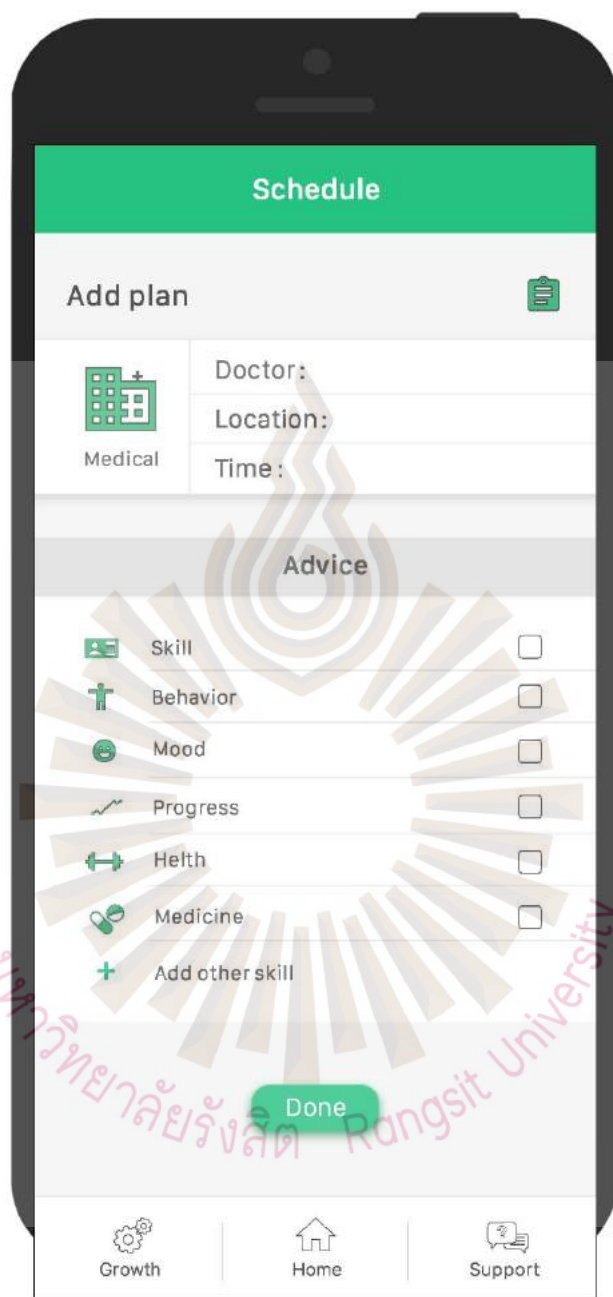 Schedule
Add plan
Medical
Doctor:
Location:
Time :
Advice
Skill
Behavior
Mood
Progress
Helth
Medicine
Add other skill
Done
มหาวิทยาลัยรังสิต Rangsit University
Growth
Home
Support